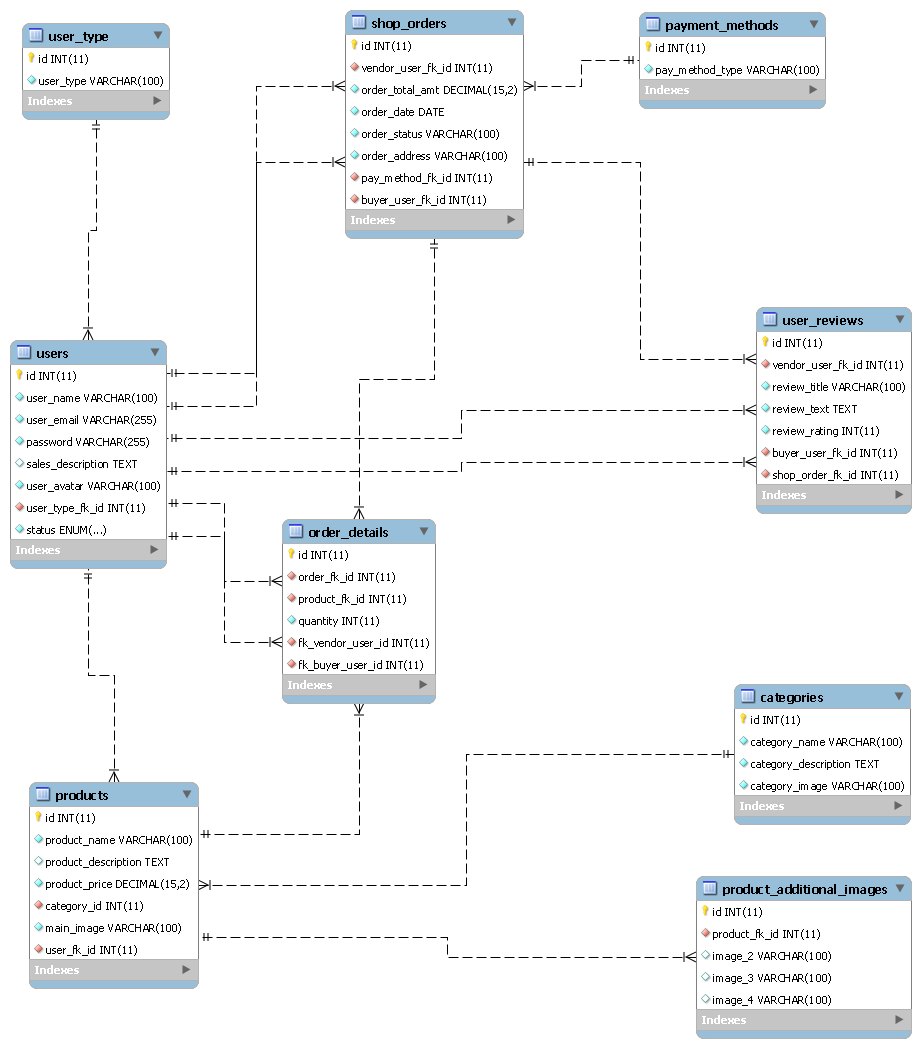 user_type
id INT(11)
user_type VARCHAR(100)
Indexes
shop_orders
id INT(11)
vendor_user_fk_id INT(11)
order_total_amt DECIMAL(15,2)
order_date DATE
order_status VARCHAR(100)
order_address VARCHAR(100)
pay_method_fk_id INT(11)
buyer_user_fk_id INT(11)
Indexes
payment_methods
id INT(11)
pay_method_type VARCHAR(100)
Indexes
users
id INT(11)
user_name VARCHAR(100)
user_email VARCHAR(255)
password VARCHAR(255)
sales_description TEXT
user_avatar VARCHAR(100)
user_type_fk_id INT(11)
status ENUM(...)
Indexes
user_reviews
id INT(11)
vendor_user_fk_id INT(11)
review_title VARCHAR(100)
review_text TEXT
review_rating INT(11)
buyer_user_fk_id INT(11)
shop_order_fk_id INT(11)
Indexes
order_details
id INT(11)
order_fk_id INT(11)
product_fk_id INT(11)
quantity INT(11)
fk_vendor_user_id INT(11)
fk_buyer_user_id INT(11)
Indexes
categories
id INT(11)
category_name VARCHAR(100)
category_description TEXT
category_image VARCHAR(100)
Indexes
products
id INT(11)
product_name VARCHAR(100)
product_description TEXT
product_price DECIMAL(15,2)
category_id INT(11)
main_image VARCHAR(100)
user_fk_id INT(11)
Indexes
product_additional_images
id INT(11)
product_fk_id INT(11)
image_2 VARCHAR(100)
image_3 VARCHAR(100)
image_4 VARCHAR(100)
Indexes